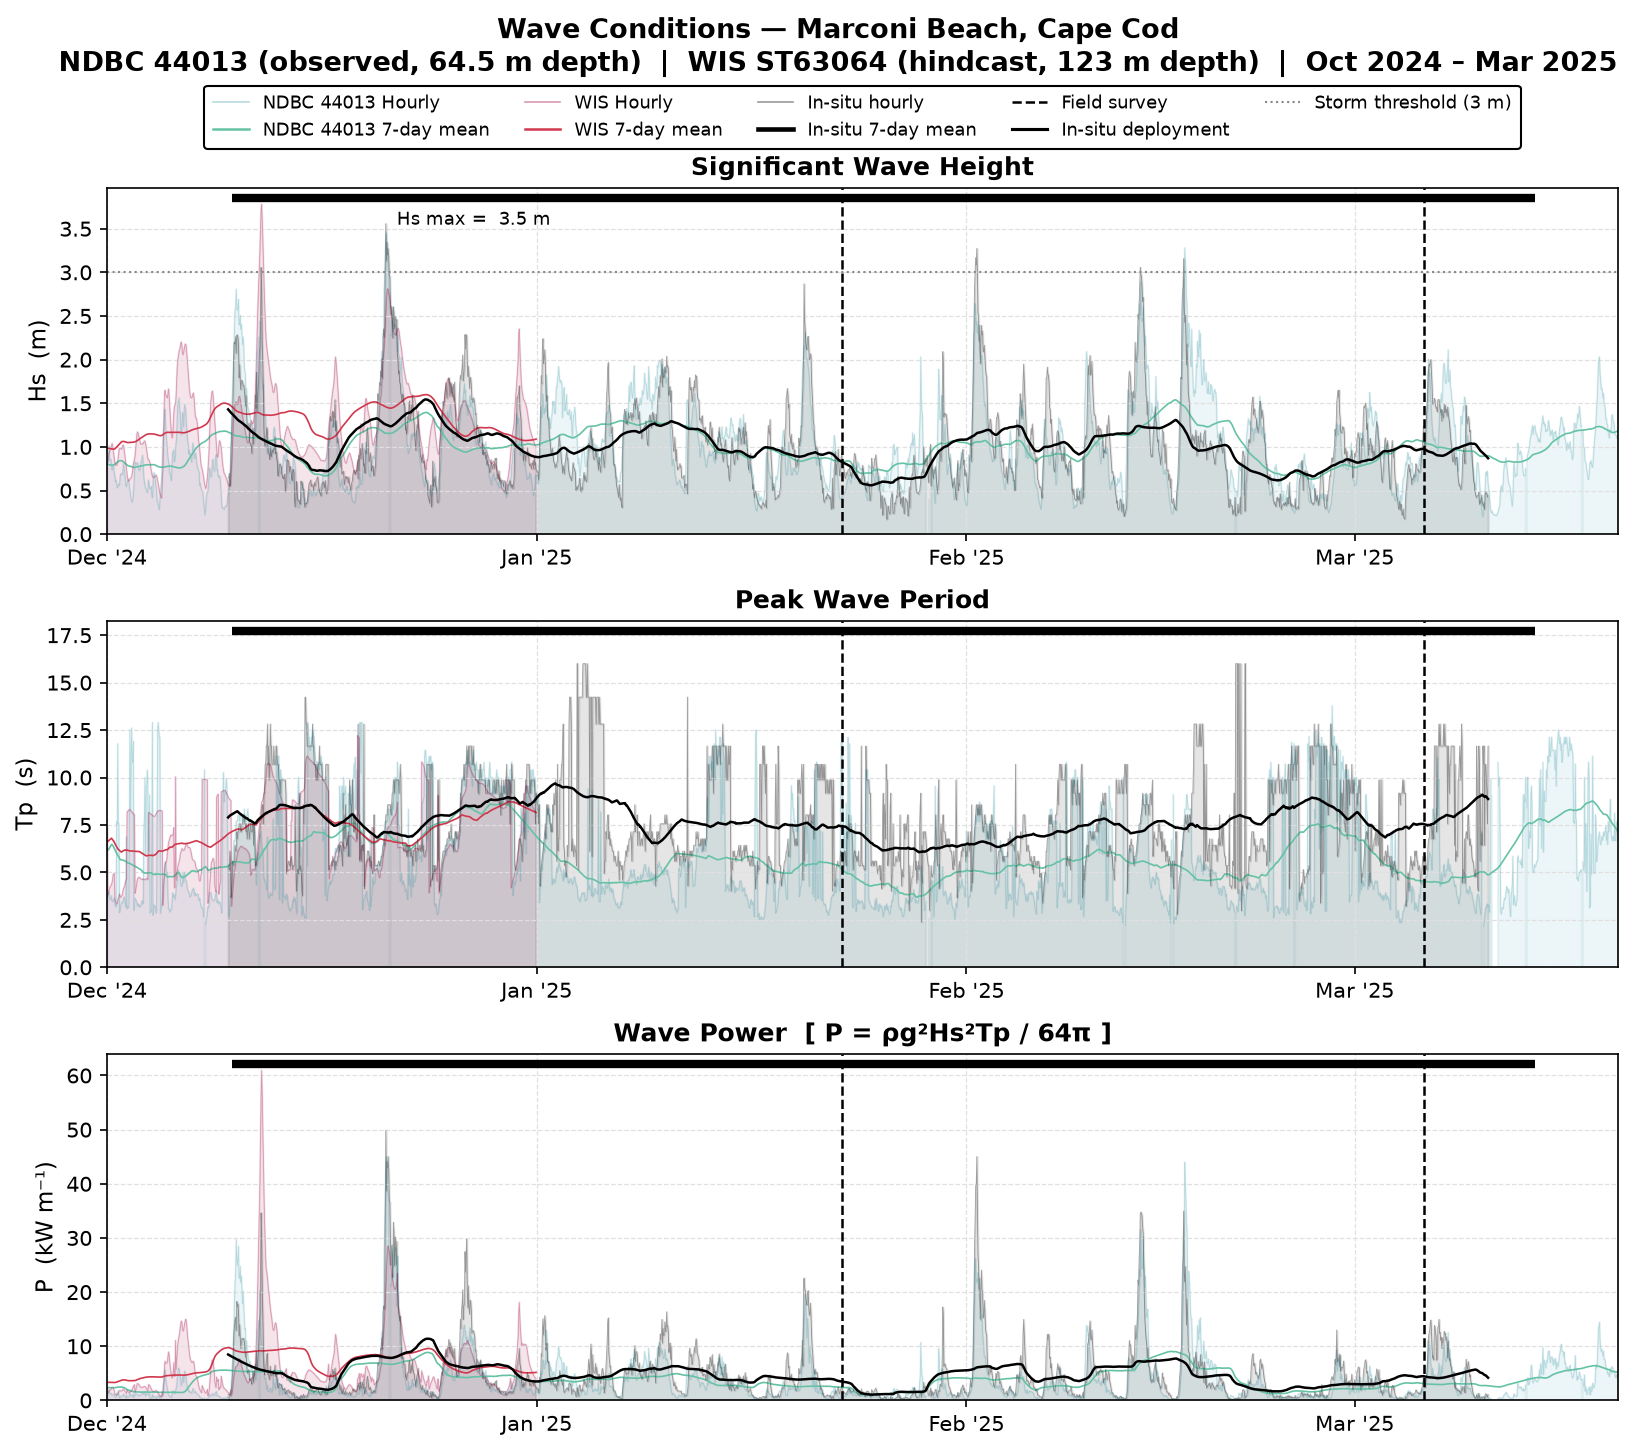 Wave Conditions — Marconi Beach, Cape Cod
NDBC 44013 (observed, 64.5 m depth)  |  WIS ST63064 (hindcast, 123 m depth)  |  Oct 2024 – Mar 2025
NDBC 44013 Hourly
NDBC 44013 7-day mean
WIS Hourly
WIS 7-day mean
In-situ hourly
In-situ 7-day mean
Field survey
In-situ deployment
Storm threshold (3 m)
Significant Wave Height
Hs max =  3.5 m
Hs  (m)
3.5
3.0
2.5
2.0
1.5
1.0
0.5
0.0
Dec '24
Jan '25
Feb '25
Mar '25
Peak Wave Period
Tp  (s)
17.5
15.0
12.5
10.0
7.5
5.0
2.5
0.0
Dec '24
Jan '25
Feb '25
Mar '25
Wave Power  [ P = ρg²Hs²Tp / 64π ]
P  (kW m⁻¹)
60
50
40
30
20
10
0
Dec '24
Jan '25
Feb '25
Mar '25